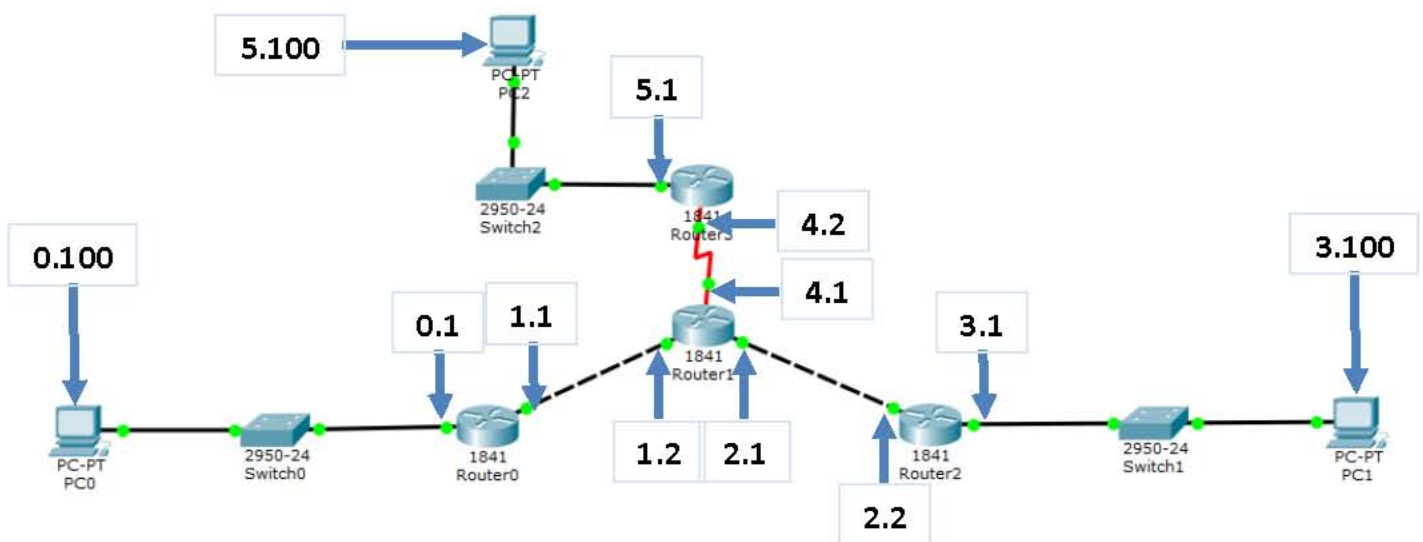 5.100
PC-PT
PC2
5.1
2950-24
Switch2
1841
Router3
4.2
4.1
0.100
3.100
0.1
1.1
1841
Router1
3.1
PC-PT
PC0
2950-24
Switch0
1841
Router0
1.2
2.1
1841
Router2
2950-24
Switch1
PC-PT
PC1
2.2